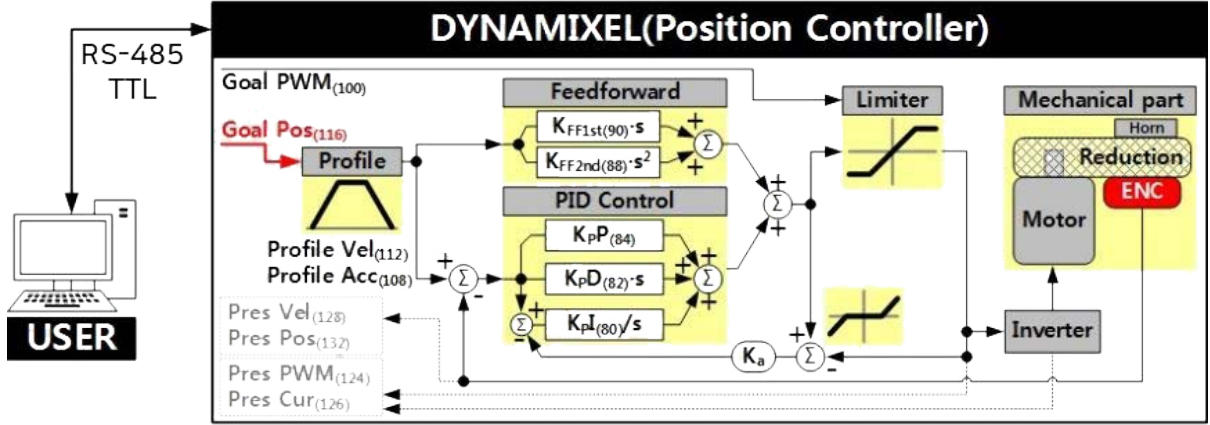 DYNAMIXEL(Position Controller)
RS-485
TTL
Goal PWM(100)
Feedforward
Limiter
Mechanical part
Horn
Goal Pos(116)
KFF1st(90)·s
+
Σ
Reduction
Profile
KFF2nd(88)·s²
+
ENC
PID Control
+
Σ
+
Motor
Profile Vel(112)
KPP(84)
+
Profile Acc(108)
+
Σ
-
KPD(82)·s
+
Σ
+
Pres Vel(128)
+
Σ
-
KPI(80)/s
+
Inverter
USER
Pres Pos(132)
Ka
Σ
-
Pres PWM(124)
Pres Cur(126)